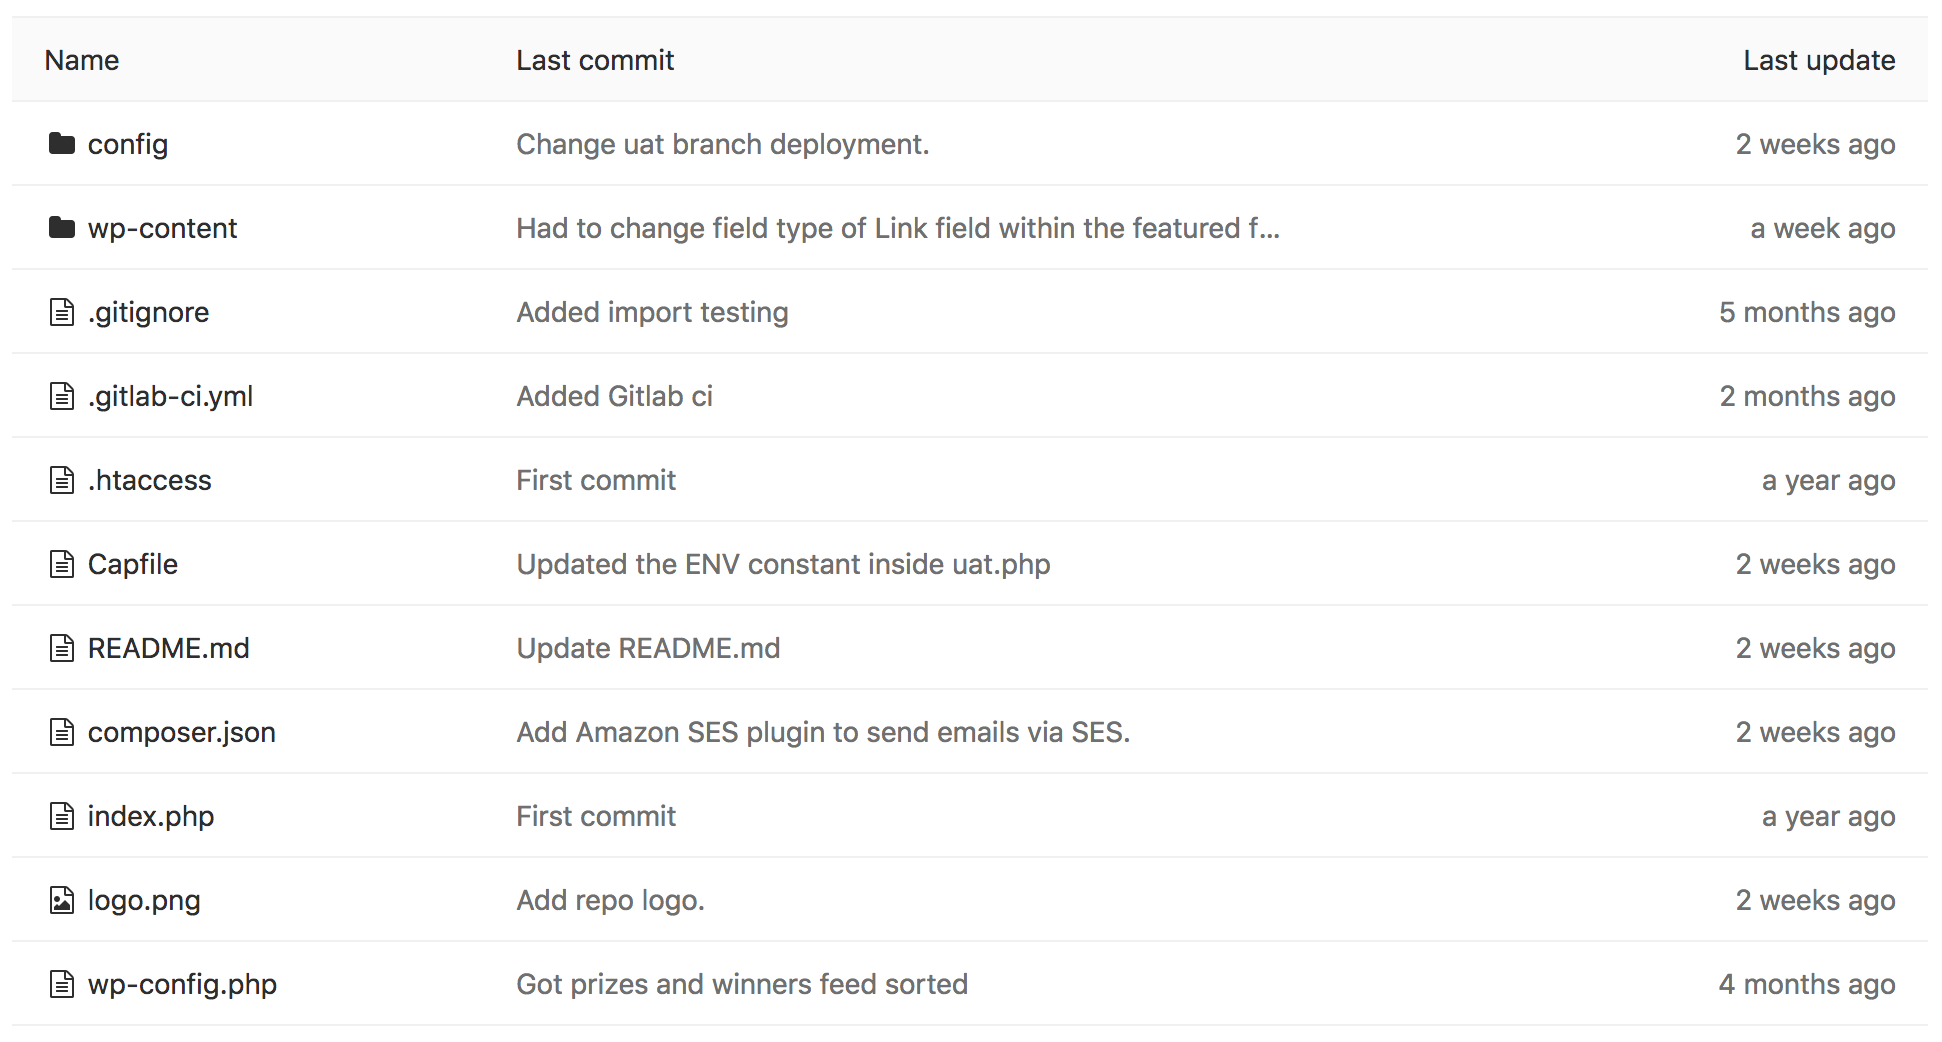 Name Last commit Last update
config Change uat branch deployment. 2 weeks ago
wp-content Had to change field type of Link field within the featured f... a week ago
.gitignore Added import testing 5 months ago
.gitlab-ci.yml Added Gitlab ci 2 months ago
.htaccess First commit a year ago
Capfile Updated the ENV constant inside uat.php 2 weeks ago
README.md Update README.md 2 weeks ago
composer.json Add Amazon SES plugin to send emails via SES. 2 weeks ago
index.php First commit a year ago
logo.png Add repo logo. 2 weeks ago
wp-config.php Got prizes and winners feed sorted 4 months ago